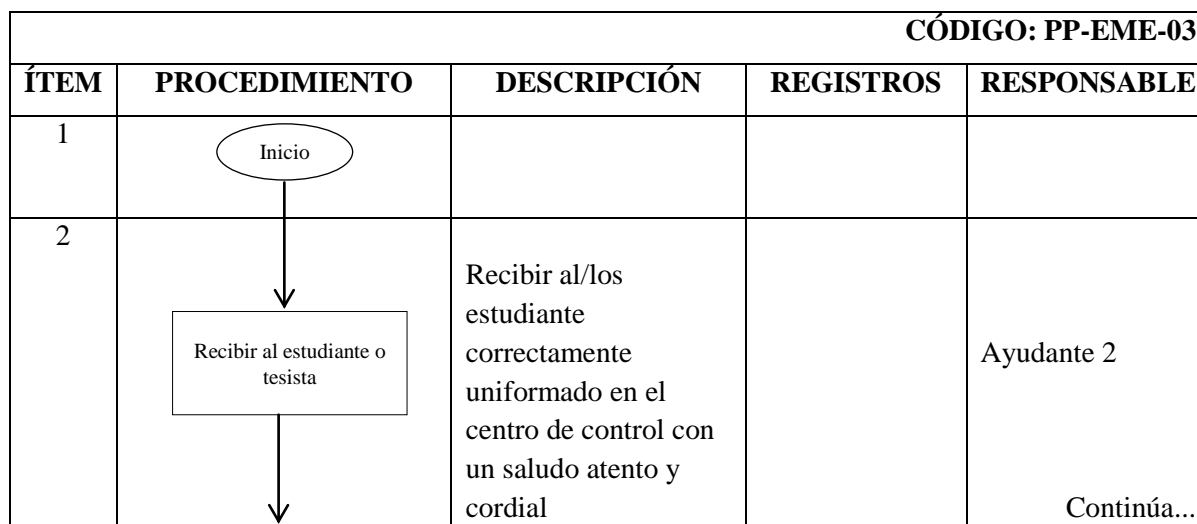 CÓDIGO: PP-EME-03
ÍTEM PROCEDIMIENTO DESCRIPCIÓN REGISTROS RESPONSABLE
1
Inicio
2
Recibir al estudiante o
tesista
Recibir al/los
estudiante
correctamente
uniformado en el
centro de control con
un saludo atento y
cordial
Ayudante 2
Continúa...